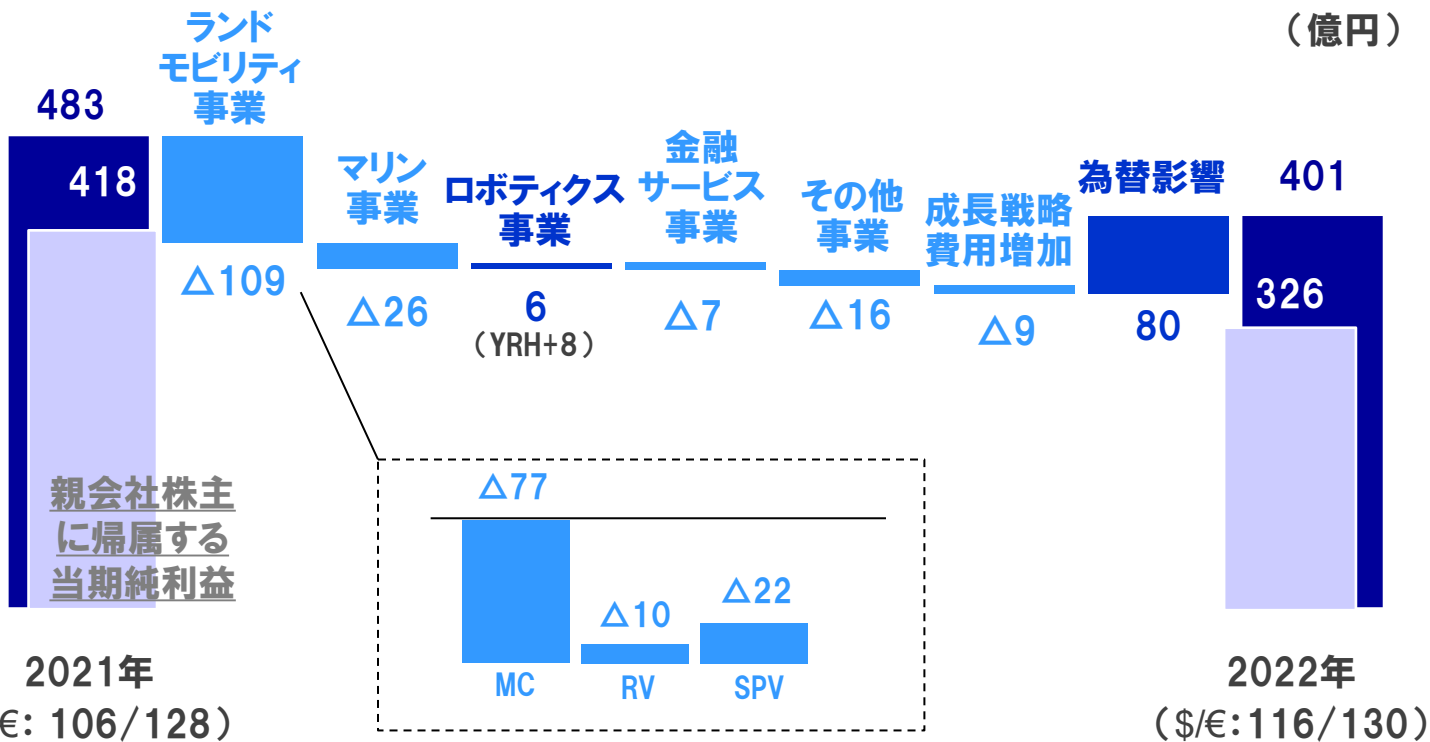 （億円）
ランド
モビリティ
事業
483
418
△109
マリン
事業
△26
ロボティクス
事業
6
（YRH+8）
金融
サービス
事業
△7
その他
事業
△16
成長戦略
費用増加
△9
為替影響
80
401
326
親会社株主
に帰属する
当期純利益
△77
△10
△22
MC
RV
SPV
2021年
€: 106/128）
2022年
（$/€:116/130）